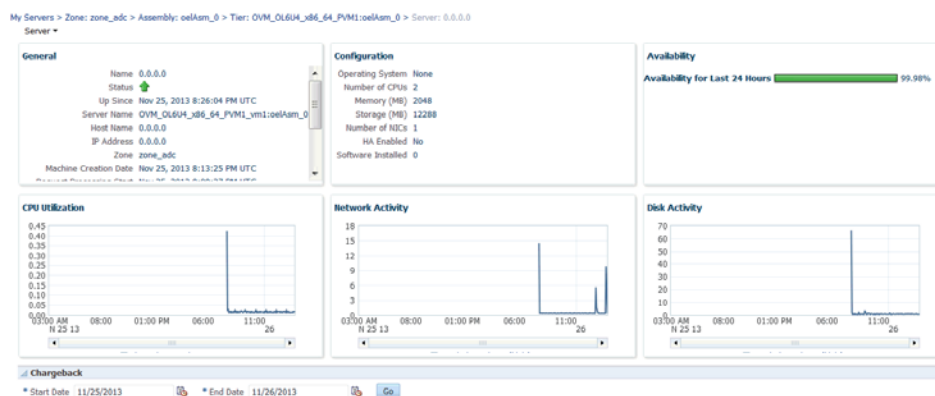 My Servers > Zone: zone_adc > Assembly: oelAsm_0 > Tier: OVM_OL6U4_x86_64_PVM1:oelAsm_0 > Server: 0.0.0.0
Server
General
Name 0.0.0.0
Status
Up Since Nov 25, 2013 8:26:04 PM UTC
Server Name OVM_OL6U4_x86_64_PVM1_vm1:oelAsm_0
Host Name 0.0.0.0
IP Address 0.0.0.0
Zone zone_adc
Machine Creation Date Nov 25, 2013 8:13:25 PM UTC
Configuration
Operating System None
Number of CPUs 2
Memory (MB) 2048
Storage (MB) 12288
Number of NICs 1
HA Enabled No
Software Installed 0
Availability
Availability for Last 24 Hours 99.98%
CPU Utilization
0.45
0.40
0.35
0.30
0.25
0.20
0.15
0.10
0.05
0.00
03:00 AM 08:00 01:00 PM 06:00 11:00
N 25 13 26
Network Activity
18
15
12
9
6
3
0
03:00 AM 08:00 01:00 PM 06:00 11:00
N 25 13 26
Disk Activity
70
60
50
40
30
20
10
0
03:00 AM 08:00 01:00 PM 06:00 11:00
N 25 13 26
Chargeback
* Start Date 11/25/2013 * End Date 11/26/2013 Go